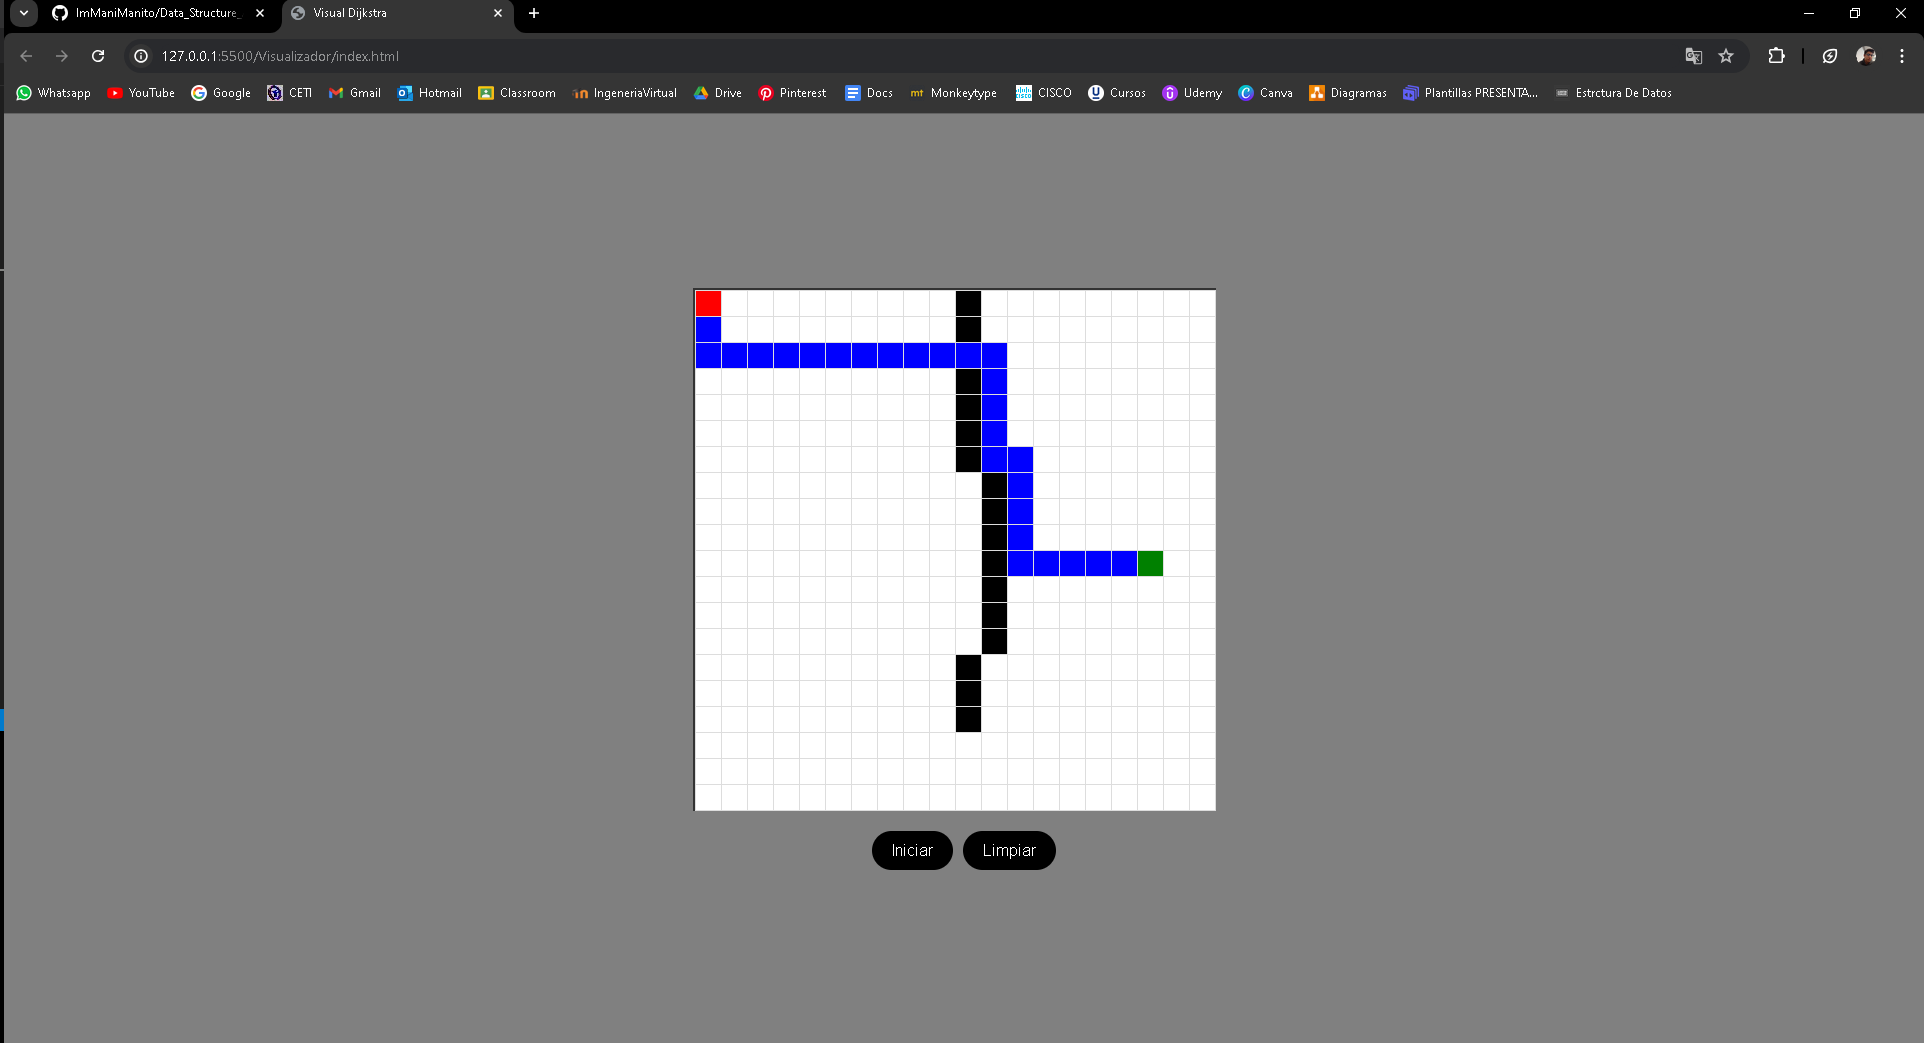 ImManiManito/Data_Structure_
Visual Dijkstra
127.0.0.1:5500/Visualizador/index.html
Whatsapp YouTube Google CETI Gmail Hotmail Classroom IngeneriaVirtual Drive Pinterest Docs mt Monkeytype CISCO Cursos Udemy Canva Diagramas Plantillas PRESENTA... Estrctura De Datos
Iniciar Limpiar